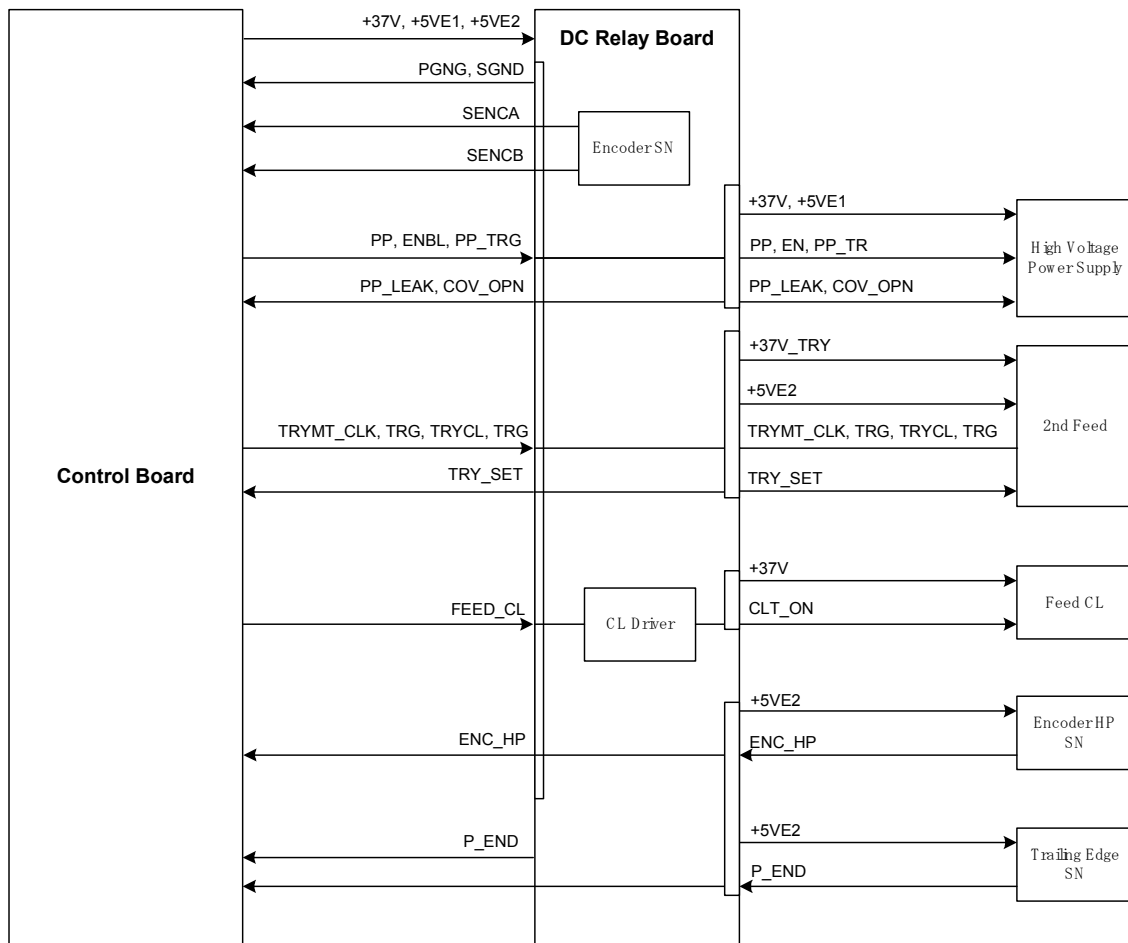 +37V, +5VE1, +5VE2
DC Relay Board
PGNG, SGND
SENCA
Encoder SN
SENCB
+37V, +5VE1
PP, ENBL, PP_TRG
PP, EN, PP_TR
High Voltage
Power Supply
PP_LEAK, COV_OPN
PP_LEAK, COV_OPN
+37V_TRY
+5VE2
2nd Feed
TRYMT_CLK, TRG, TRYCL, TRG
TRYMT_CLK, TRG, TRYCL, TRG
Control Board
TRY_SET
TRY_SET
+37V
FEED_CL
CL Driver
CLT_ON
Feed CL
+5VE2
ENC_HP
ENC_HP
Encoder HP
SN
+5VE2
P_END
P_END
Trailing Edge
SN